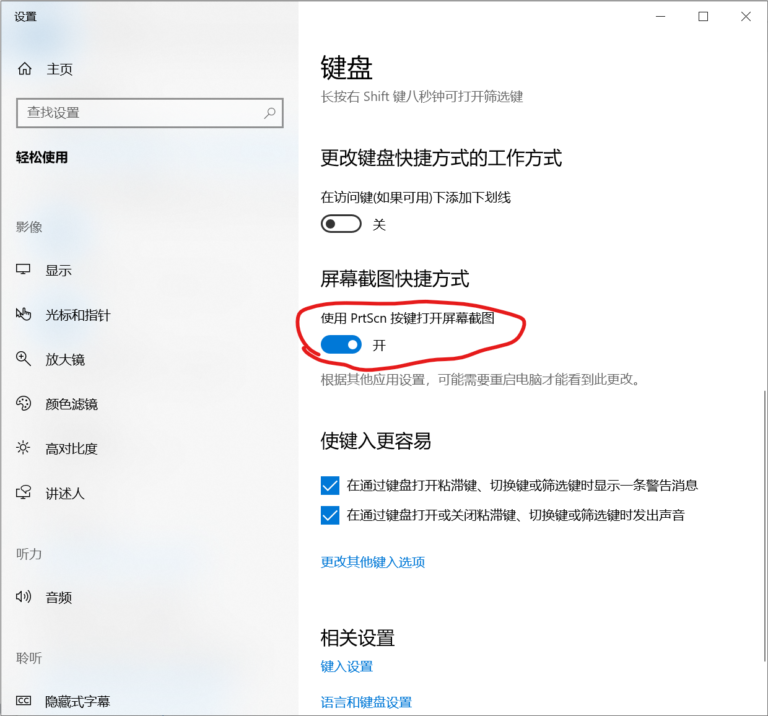 设置
主页
查找设置
轻松使用
影像
显示
光标和指针
放大镜
颜色滤镜
高对比度
讲述人
听力
音频
聆听
隐藏式字幕
键盘
长按右 Shift 键八秒钟可打开筛选键
更改键盘快捷方式的工作方式
在访问键(如果可用)下添加下划线
关
屏幕截图快捷方式
使用 PrtScn 按键打开屏幕截图
开
根据其他应用设置，可能需要重启电脑才能看到此更改。
使键入更容易
在通过键盘打开粘滞键、切换键或筛选键时显示一条警告消息
在通过键盘打开或关闭粘滞键、切换键或筛选键时发出声音
更改其他键入选项
相关设置
键入设置
语言和键盘设置